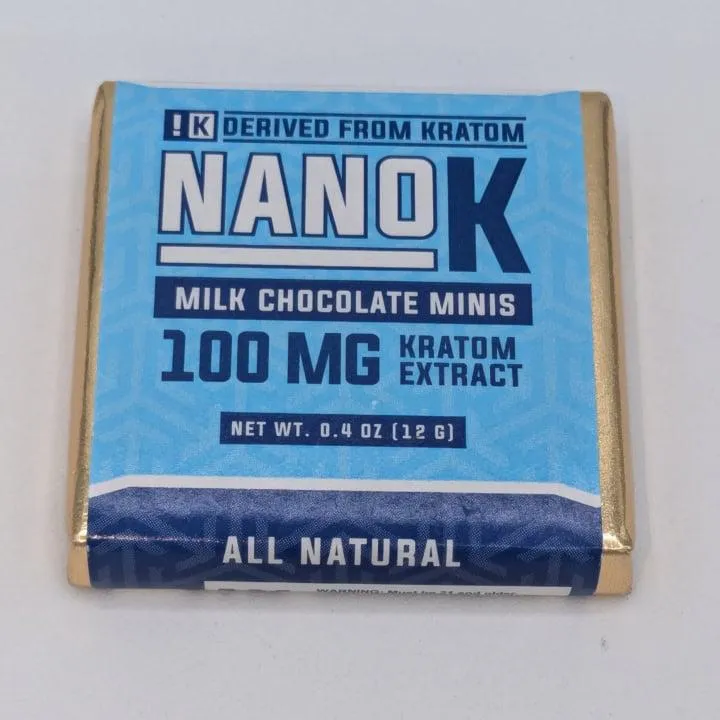 !K DERIVED FROM KRATOM
NANO K
MILK CHOCOLATE MINIS
100 MG KRATOM EXTRACT
NET WT. 0.4 OZ (12 G)
ALL NATURAL
WARNING: Must be 21 and older